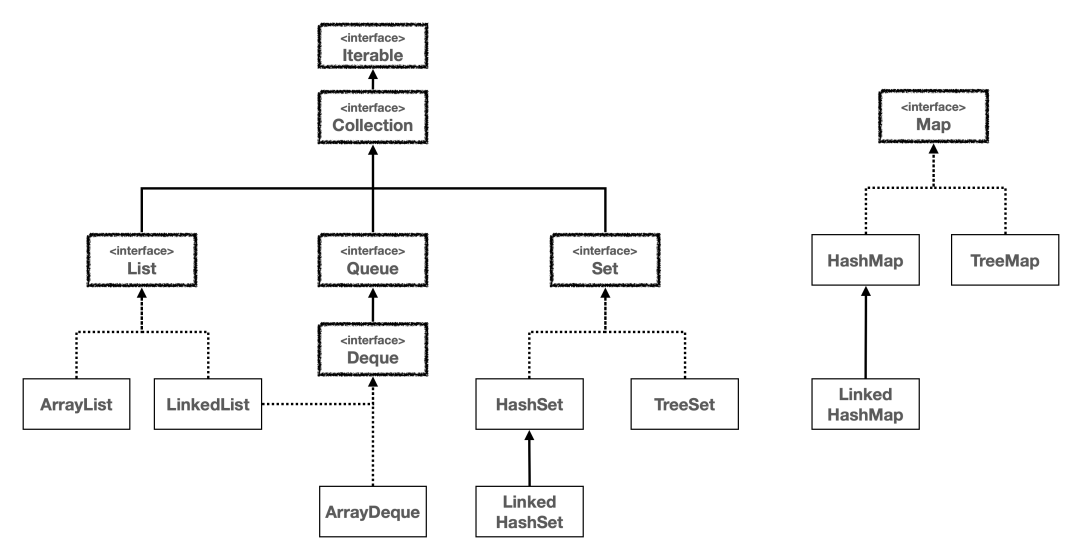 <interface>
Iterable
<interface>
Collection
<interface>
Map
<interface>
List
<interface>
Queue
<interface>
Set
HashMap
TreeMap
<interface>
Deque
ArrayList
LinkedList
HashSet
TreeSet
Linked
HashMap
ArrayDeque
Linked
HashSet